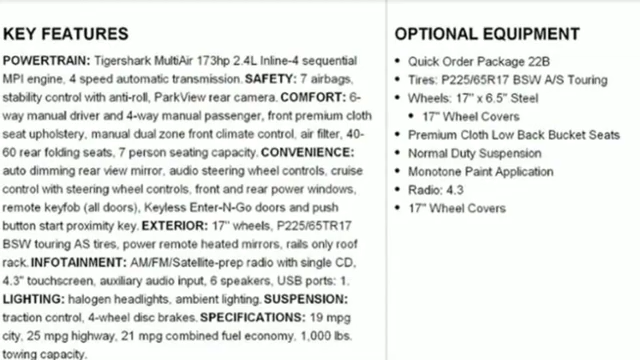 KEY FEATURES
POWERTRAIN: Tigershark MultiAir 173hp 2.4L Inline-4 sequential
MPI engine, 4 speed automatic transmission. SAFETY: 7 airbags,
stability control with anti-roll, ParkView rear camera. COMFORT: 6-
way manual driver and 4-way manual passenger, front premium cloth
seat upholstery, manual dual zone front climate control, air filter, 40-
60 rear folding seats, 7 person seating capacity. CONVENIENCE:
auto dimming rear view mirror, audio steering wheel controls, cruise
control with steering wheel controls, front and rear power windows,
remote keyfob (all doors), Keyless Enter-N-Go doors and push
button start proximity key. EXTERIOR: 17" wheels, P225/65TR17
BSW touring AS tires, power remote heated mirrors, rails only roof
rack. INFOTAINMENT: AM/FM/Satellite-prep radio with single CD,
4.3" touchscreen, auxiliary audio input, 6 speakers, USB ports: 1.
LIGHTING: halogen headlights, ambient lighting. SUSPENSION:
traction control, 4-wheel disc brakes. SPECIFICATIONS: 19 mpg
city, 25 mpg highway, 21 mpg combined fuel economy, 1,000 lbs.
towing capacity.
OPTIONAL EQUIPMENT
• Quick Order Package 22B
• Tires: P225/65R17 BSW A/S Touring
• Wheels: 17" x 6.5" Steel
• 17" Wheel Covers
• Premium Cloth Low Back Bucket Seats
• Normal Duty Suspension
• Monotone Paint Application
• Radio: 4.3
• 17" Wheel Covers